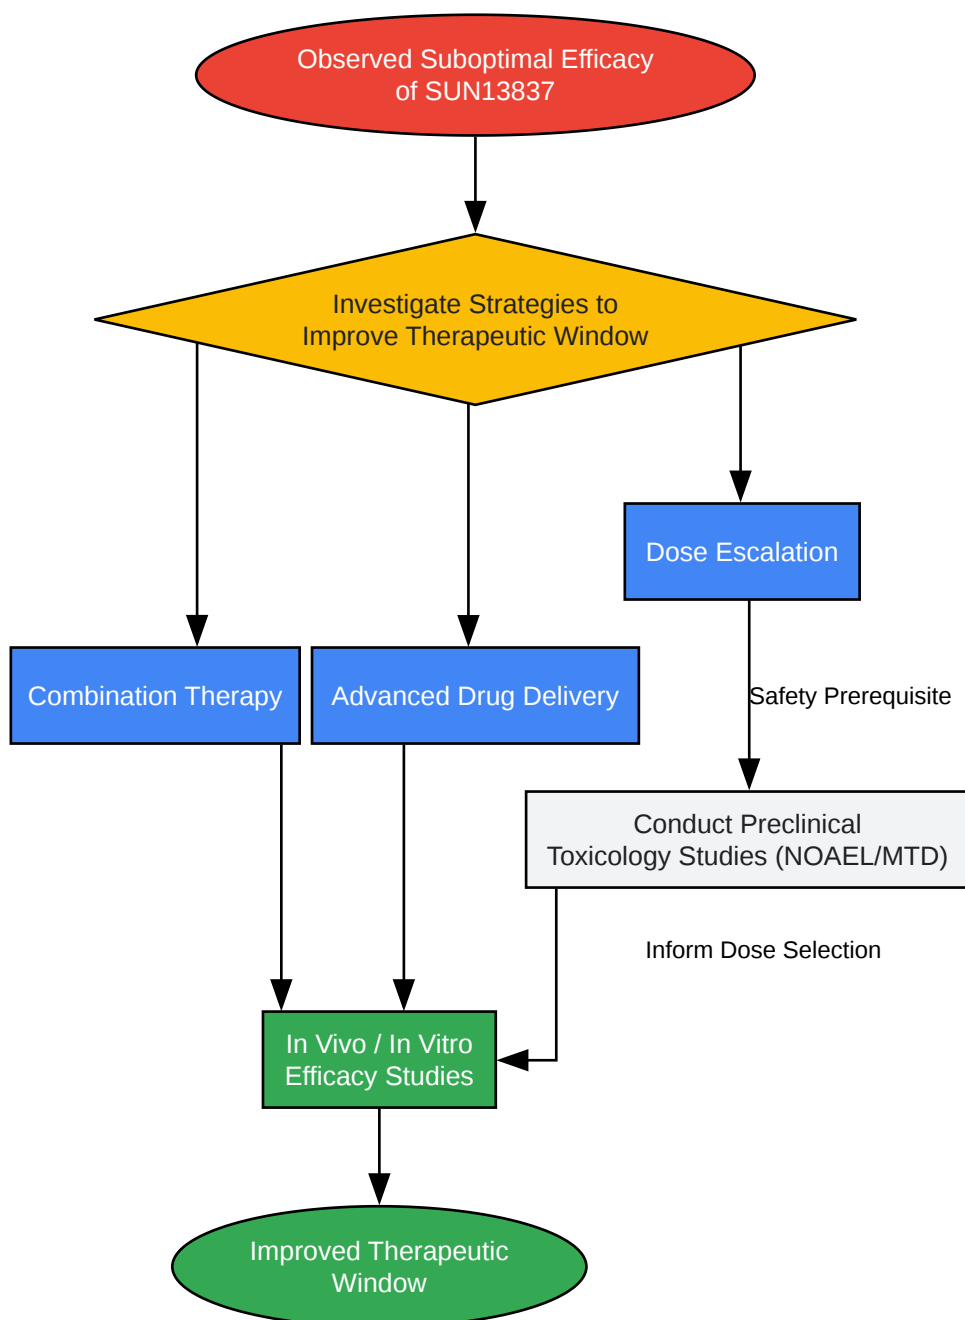 Observed Suboptimal Efficacy
of SUN13837
Investigate Strategies to
Improve Therapeutic Window
Dose Escalation
Combination Therapy
Advanced Drug Delivery
Safety Prerequisite
Conduct Preclinical
Toxicology Studies (NOAEL/MTD)
Inform Dose Selection
In Vivo / In Vitro
Efficacy Studies
Improved Therapeutic
Window